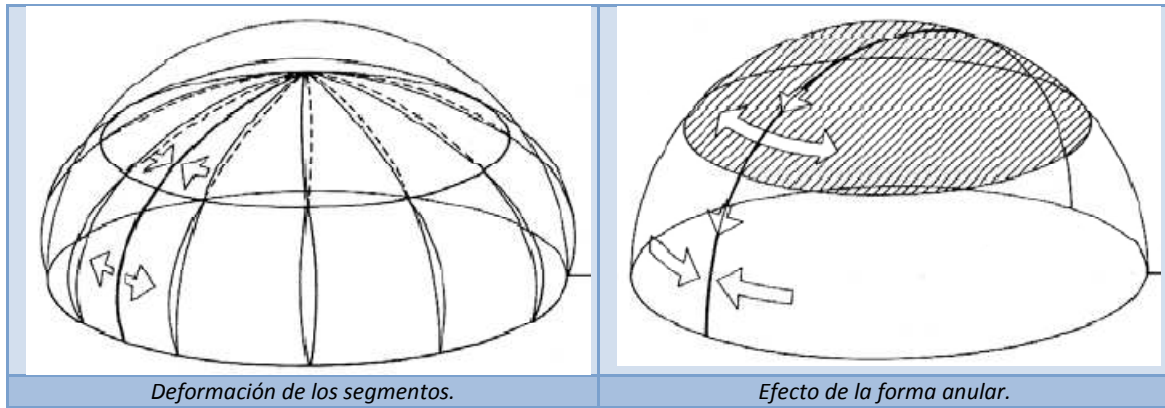 Deformación de los segmentos.
Efecto de la forma anular.